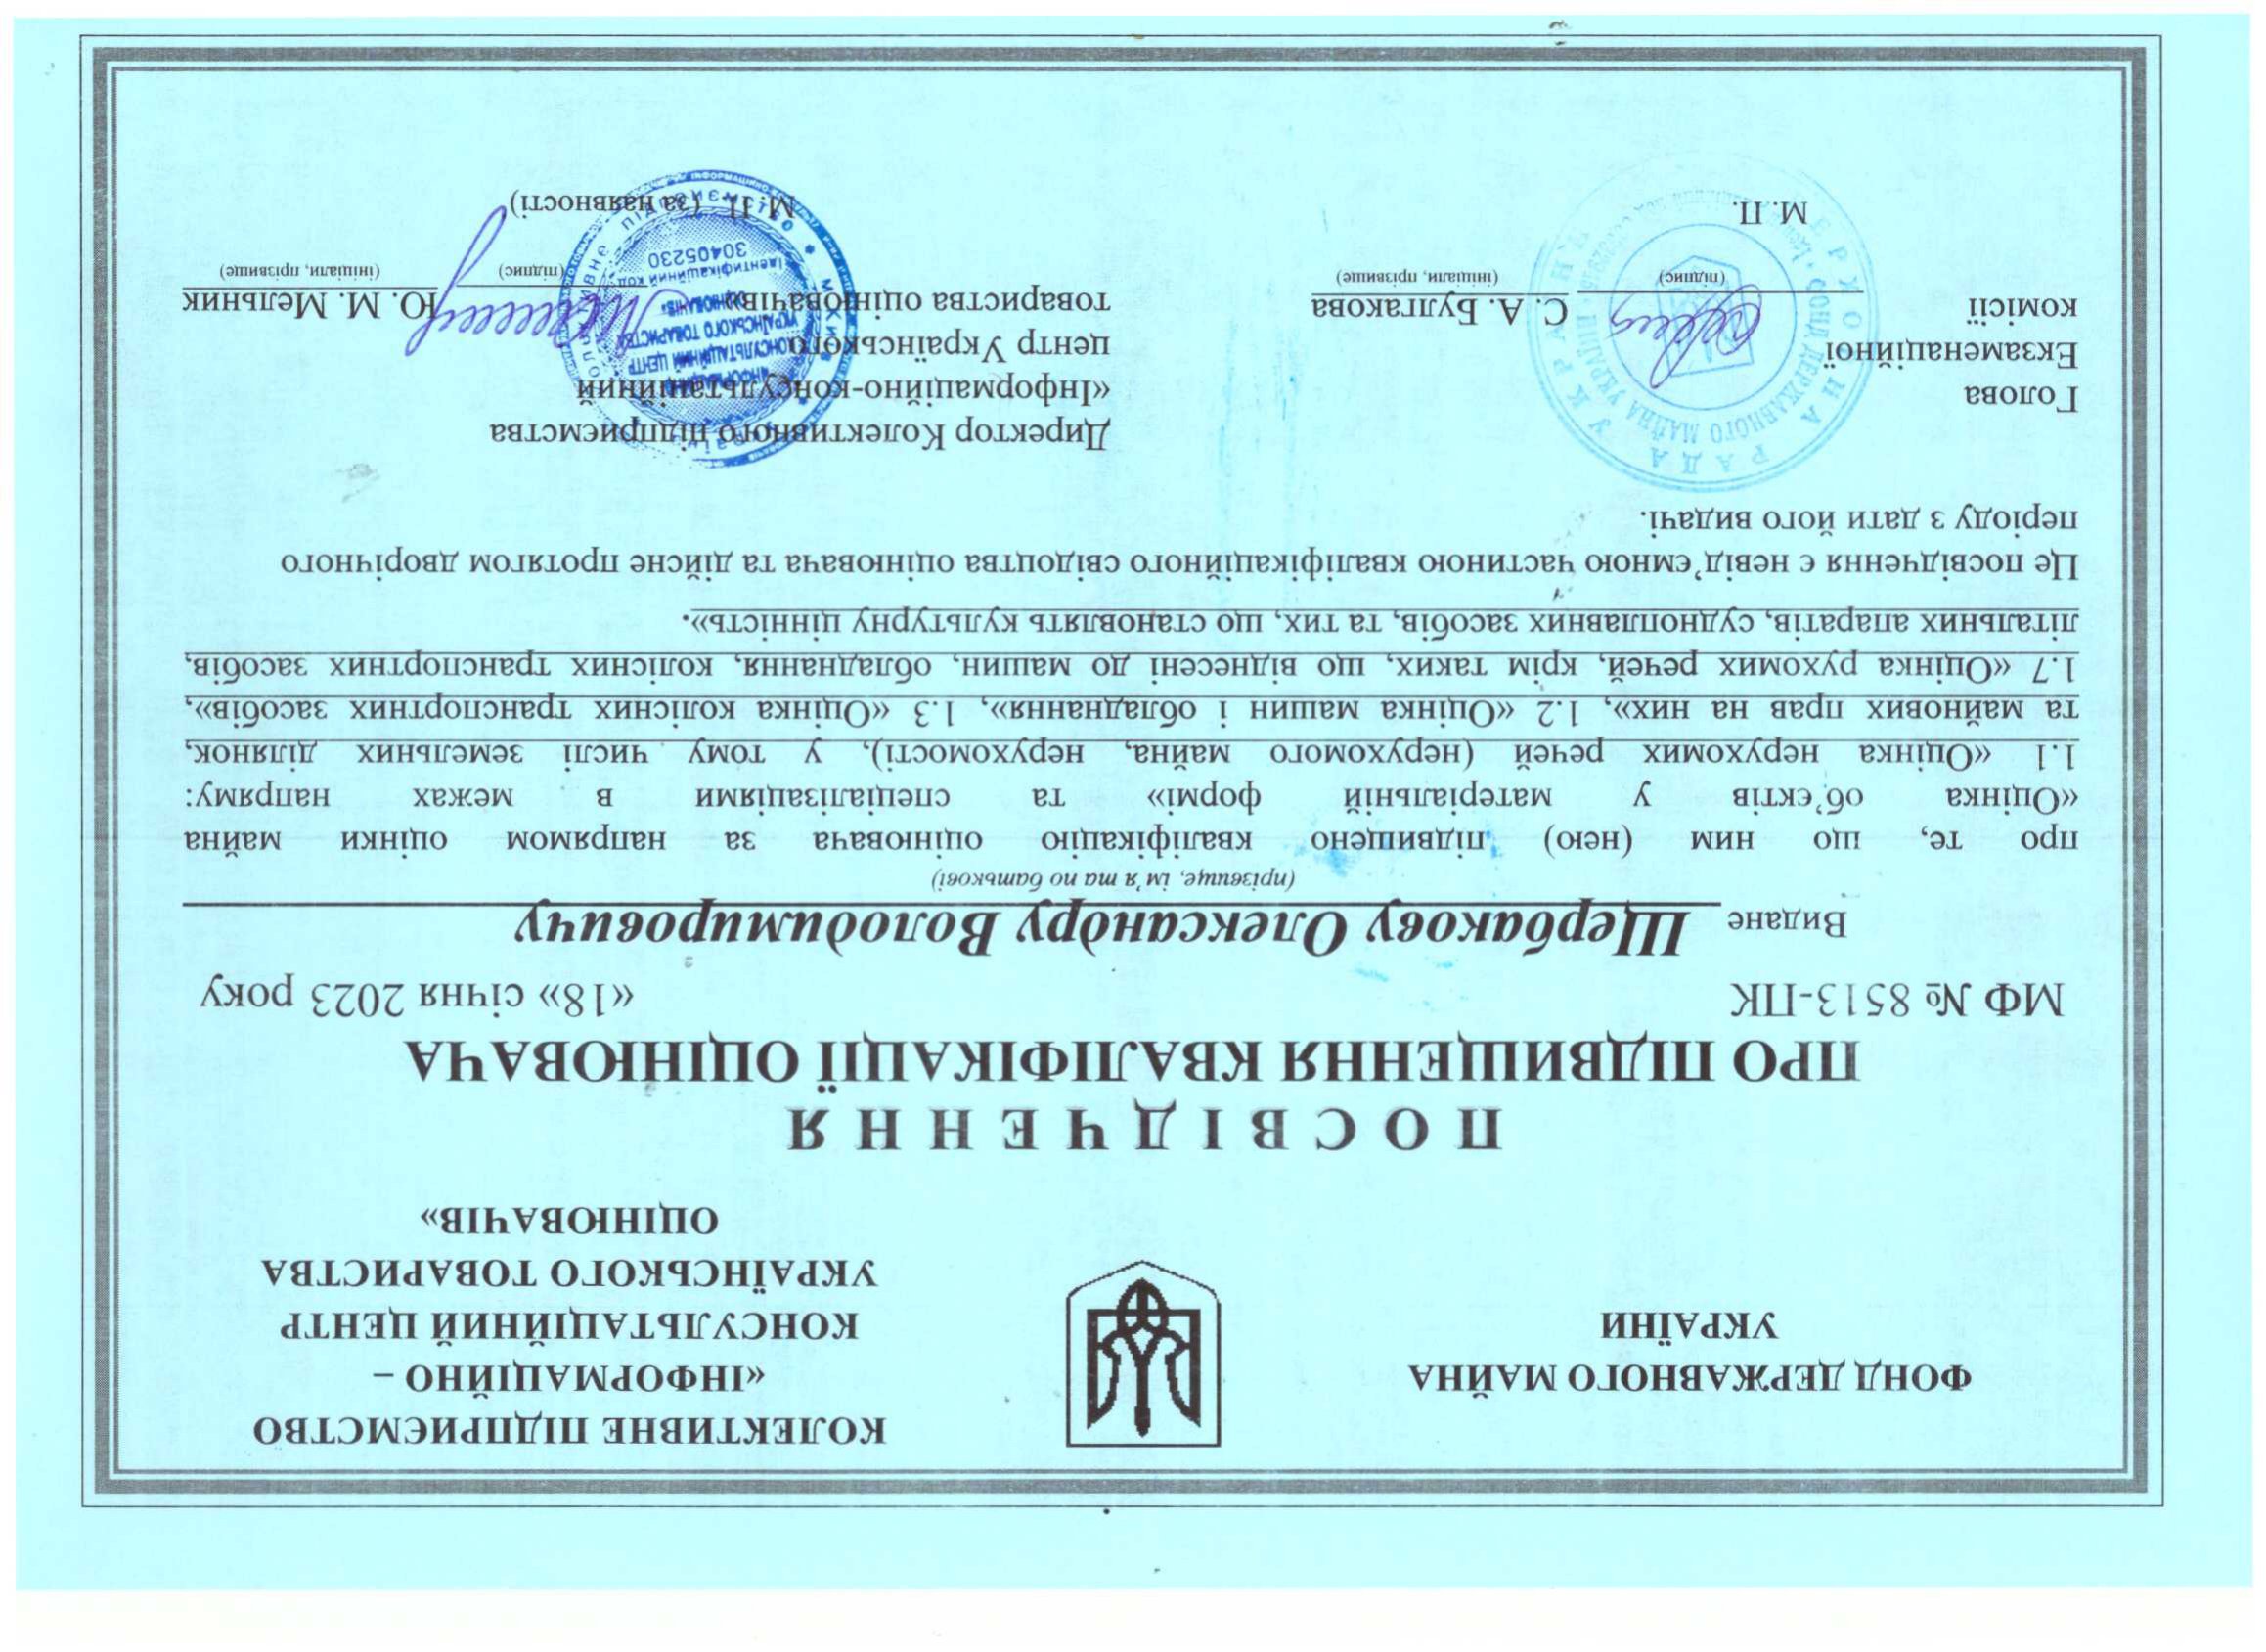 ФОНД ДЕРЖАВНОГО МАЙНА
УКРАЇНИ
КОЛЕКТИВНЕ ПІДПРИЄМСТВО
«ІНФОРМАЦІЙНО –
КОНСУЛЬТАЦІЙНИЙ ЦЕНТР
УКРАЇНСЬКОГО ТОВАРИСТВА
ОЦІНЮВАЧІВ»
ПОСВІДЧЕННЯ
ПРО ПІДВИЩЕННЯ КВАЛІФІКАЦІЇ ОЦІНЮВАЧА
МФ № 8513-ПК
«18» січня 2023 року
Видане Щербакову Олександру Володимировичу
(прізвище, ім’я та по батькові)
про те, що ним (нею) підвищено кваліфікацію оцінювача за напрямом оцінки майна
«Оцінка об’єктів у матеріальній формі» та спеціалізаціями в межах напряму:
1.1 «Оцінка нерухомих речей (нерухомого майна, нерухомості), у тому числі земельних ділянок,
та майнових прав на них», 1.2 «Оцінка машин і обладнання», 1.3 «Оцінка колісних транспортних засобів»,
1.7 «Оцінка рухомих речей, крім таких, що віднесені до машин, обладнання, колісних транспортних засобів,
літальних апаратів, судноплавних засобів, та тих, що становлять культурну цінність».
Це посвідчення є невід’ємною частиною кваліфікаційного свідоцтва оцінювача та дійсне протягом дворічного
періоду з дати його видачі.
Голова
Екзаменаційної
комісії
С. А. Булгакова
(підпис)
(ініціали, прізвище)
М. П.
Директор Колективного підприємства
«Інформаційно-консультаційний
центр Українського
товариства оцінювачів»
Ю. М. Мельник
(підпис)
(ініціали, прізвище)
М. П. (за наявності)
ФОНД ДЕРЖАВНОГО МАЙНА УКРАЇНИ
ІНФОРМАЦІЙНО
КОНСУЛЬТАЦІЙНИЙ ЦЕНТР
УКРАЇНСЬКОГО ТОВАРИСТВА
ОЦІНЮВАЧІВ»
Ідентифікаційний код
30405230